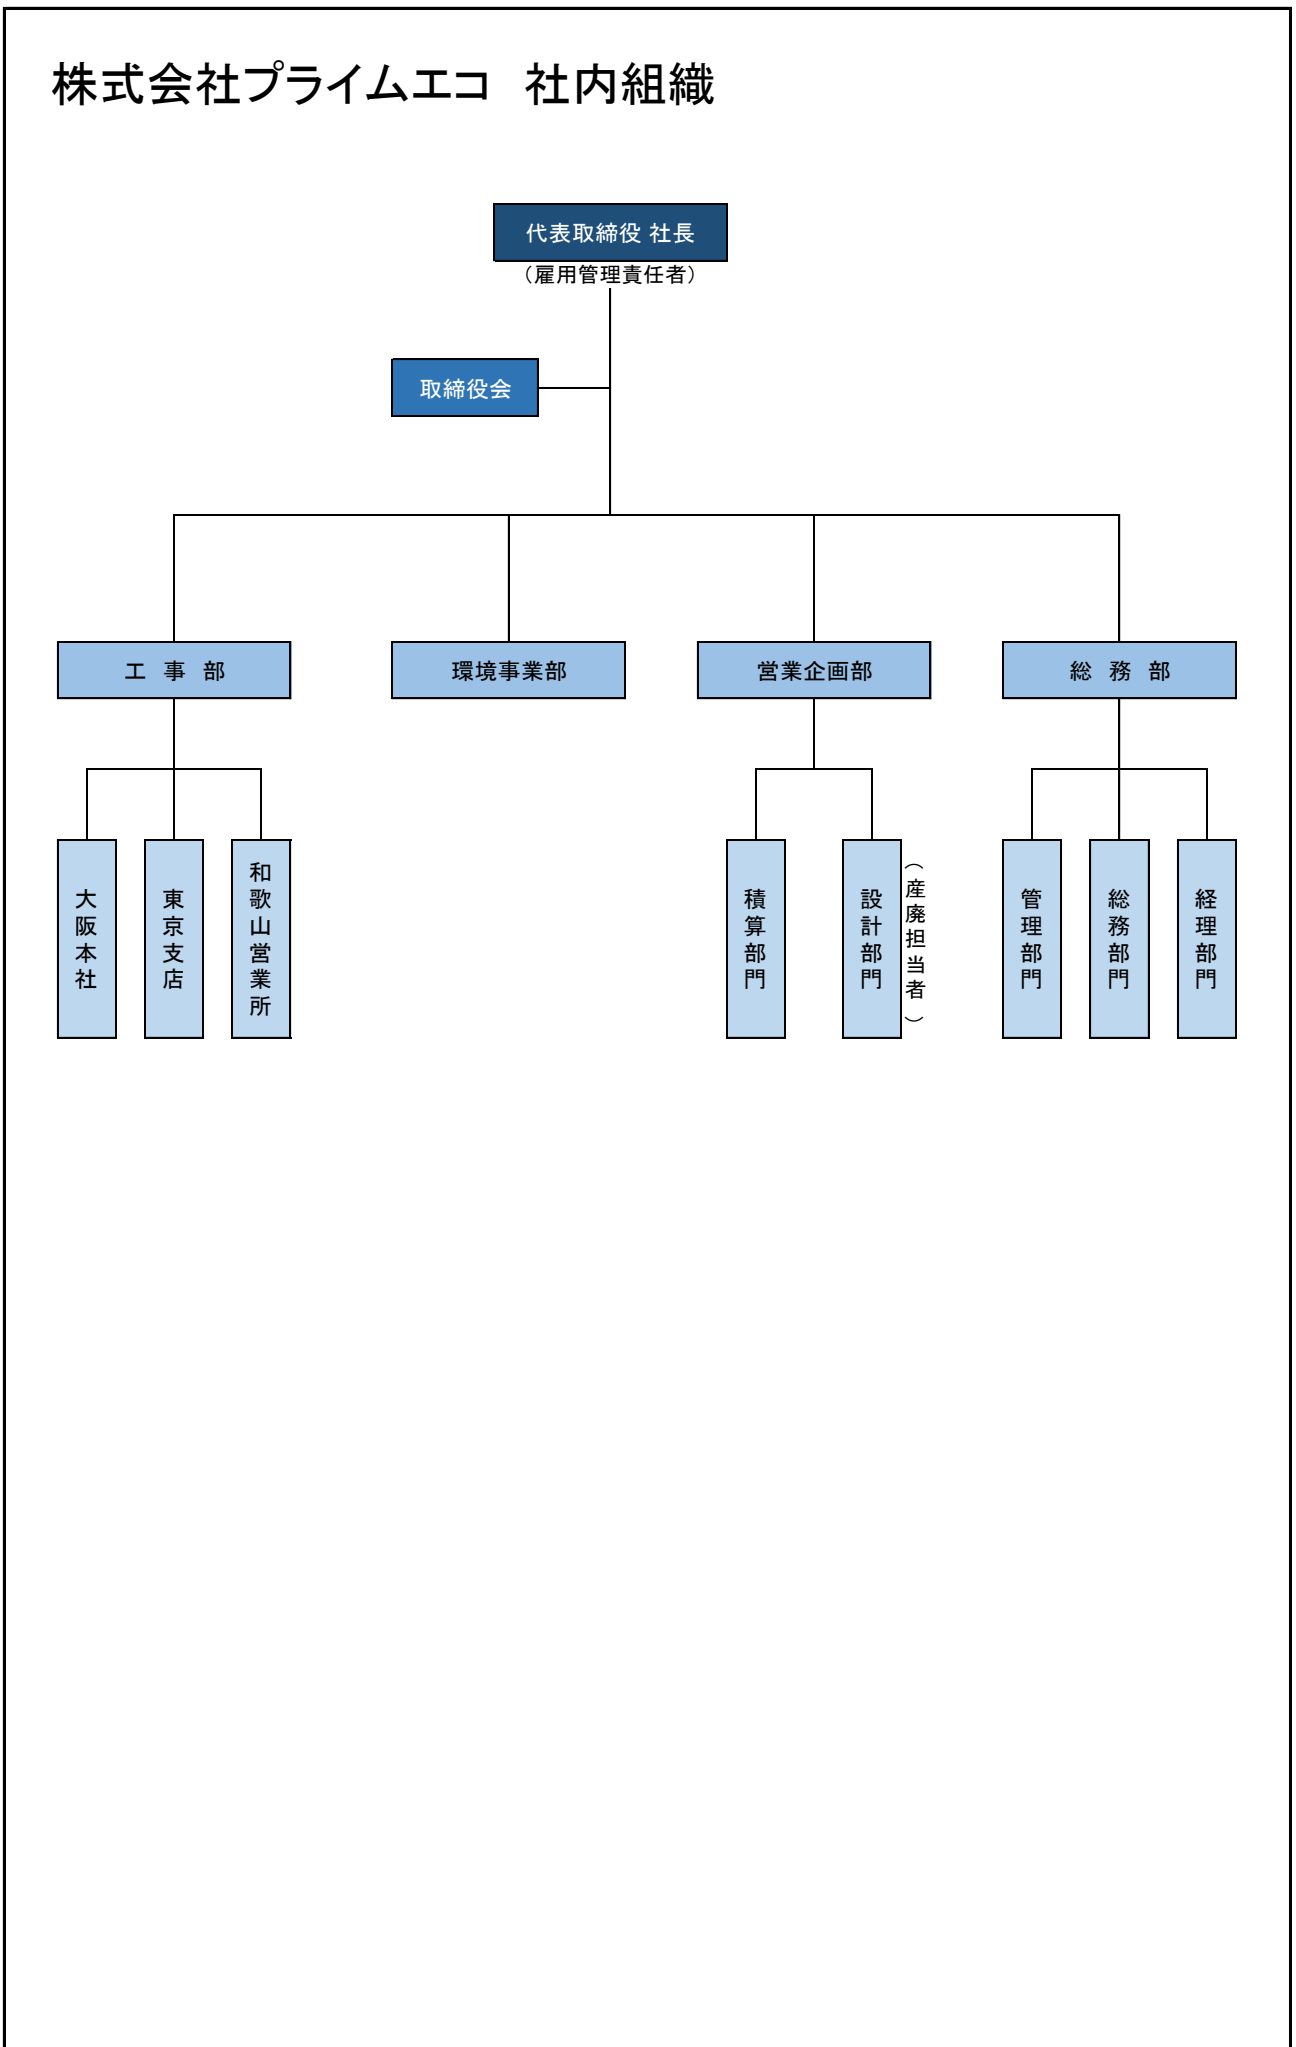 株式会社プライムエコ　社内組織
代表取締役 社長
（雇用管理責任者）
取締役会
工　事　部
環境事業部
営業企画部
総　務　部
大阪本社
東京支店
和歌山営業所
積算部門
設計部門
（産廃担当者）
管理部門
総務部門
経理部門